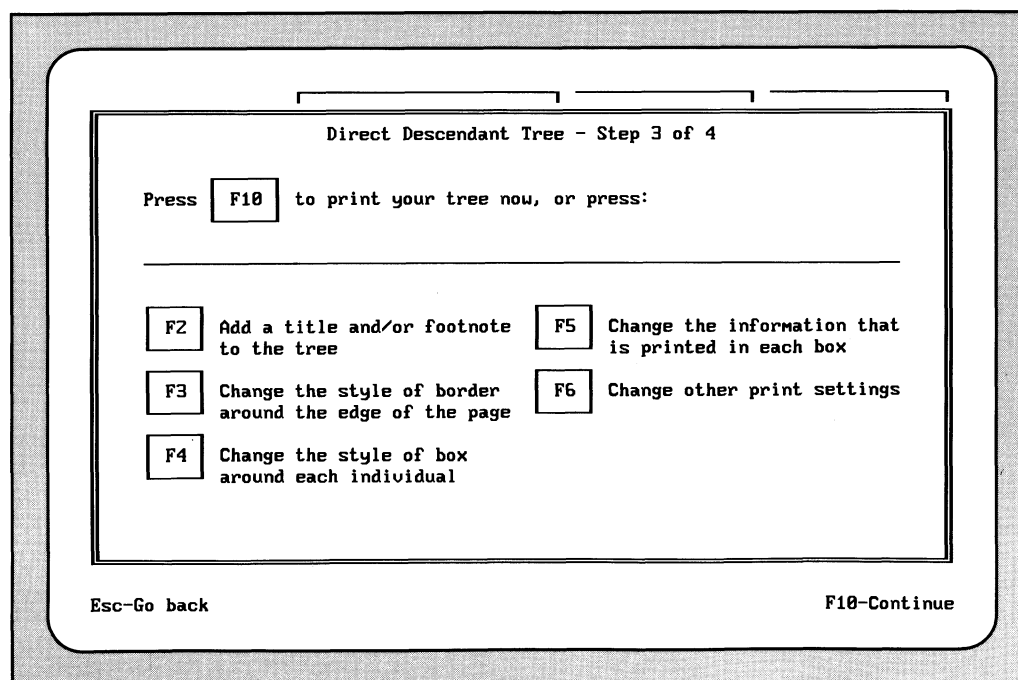 Direct Descendant Tree - Step 3 of 4
Press F10 to print your tree now, or press:
F2 Add a title and/or footnote
to the tree
F3 Change the style of border
around the edge of the page
F4 Change the style of box
around each individual
F5 Change the information that
is printed in each box
F6 Change other print settings
Esc-Go back
F10-Continue